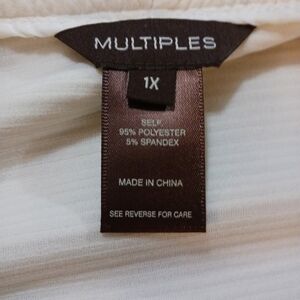 MULTIPLES
1X
SELF
95% POLYESTER
5% SPANDEX
MADE IN CHINA
SEE REVERSE FOR CARE